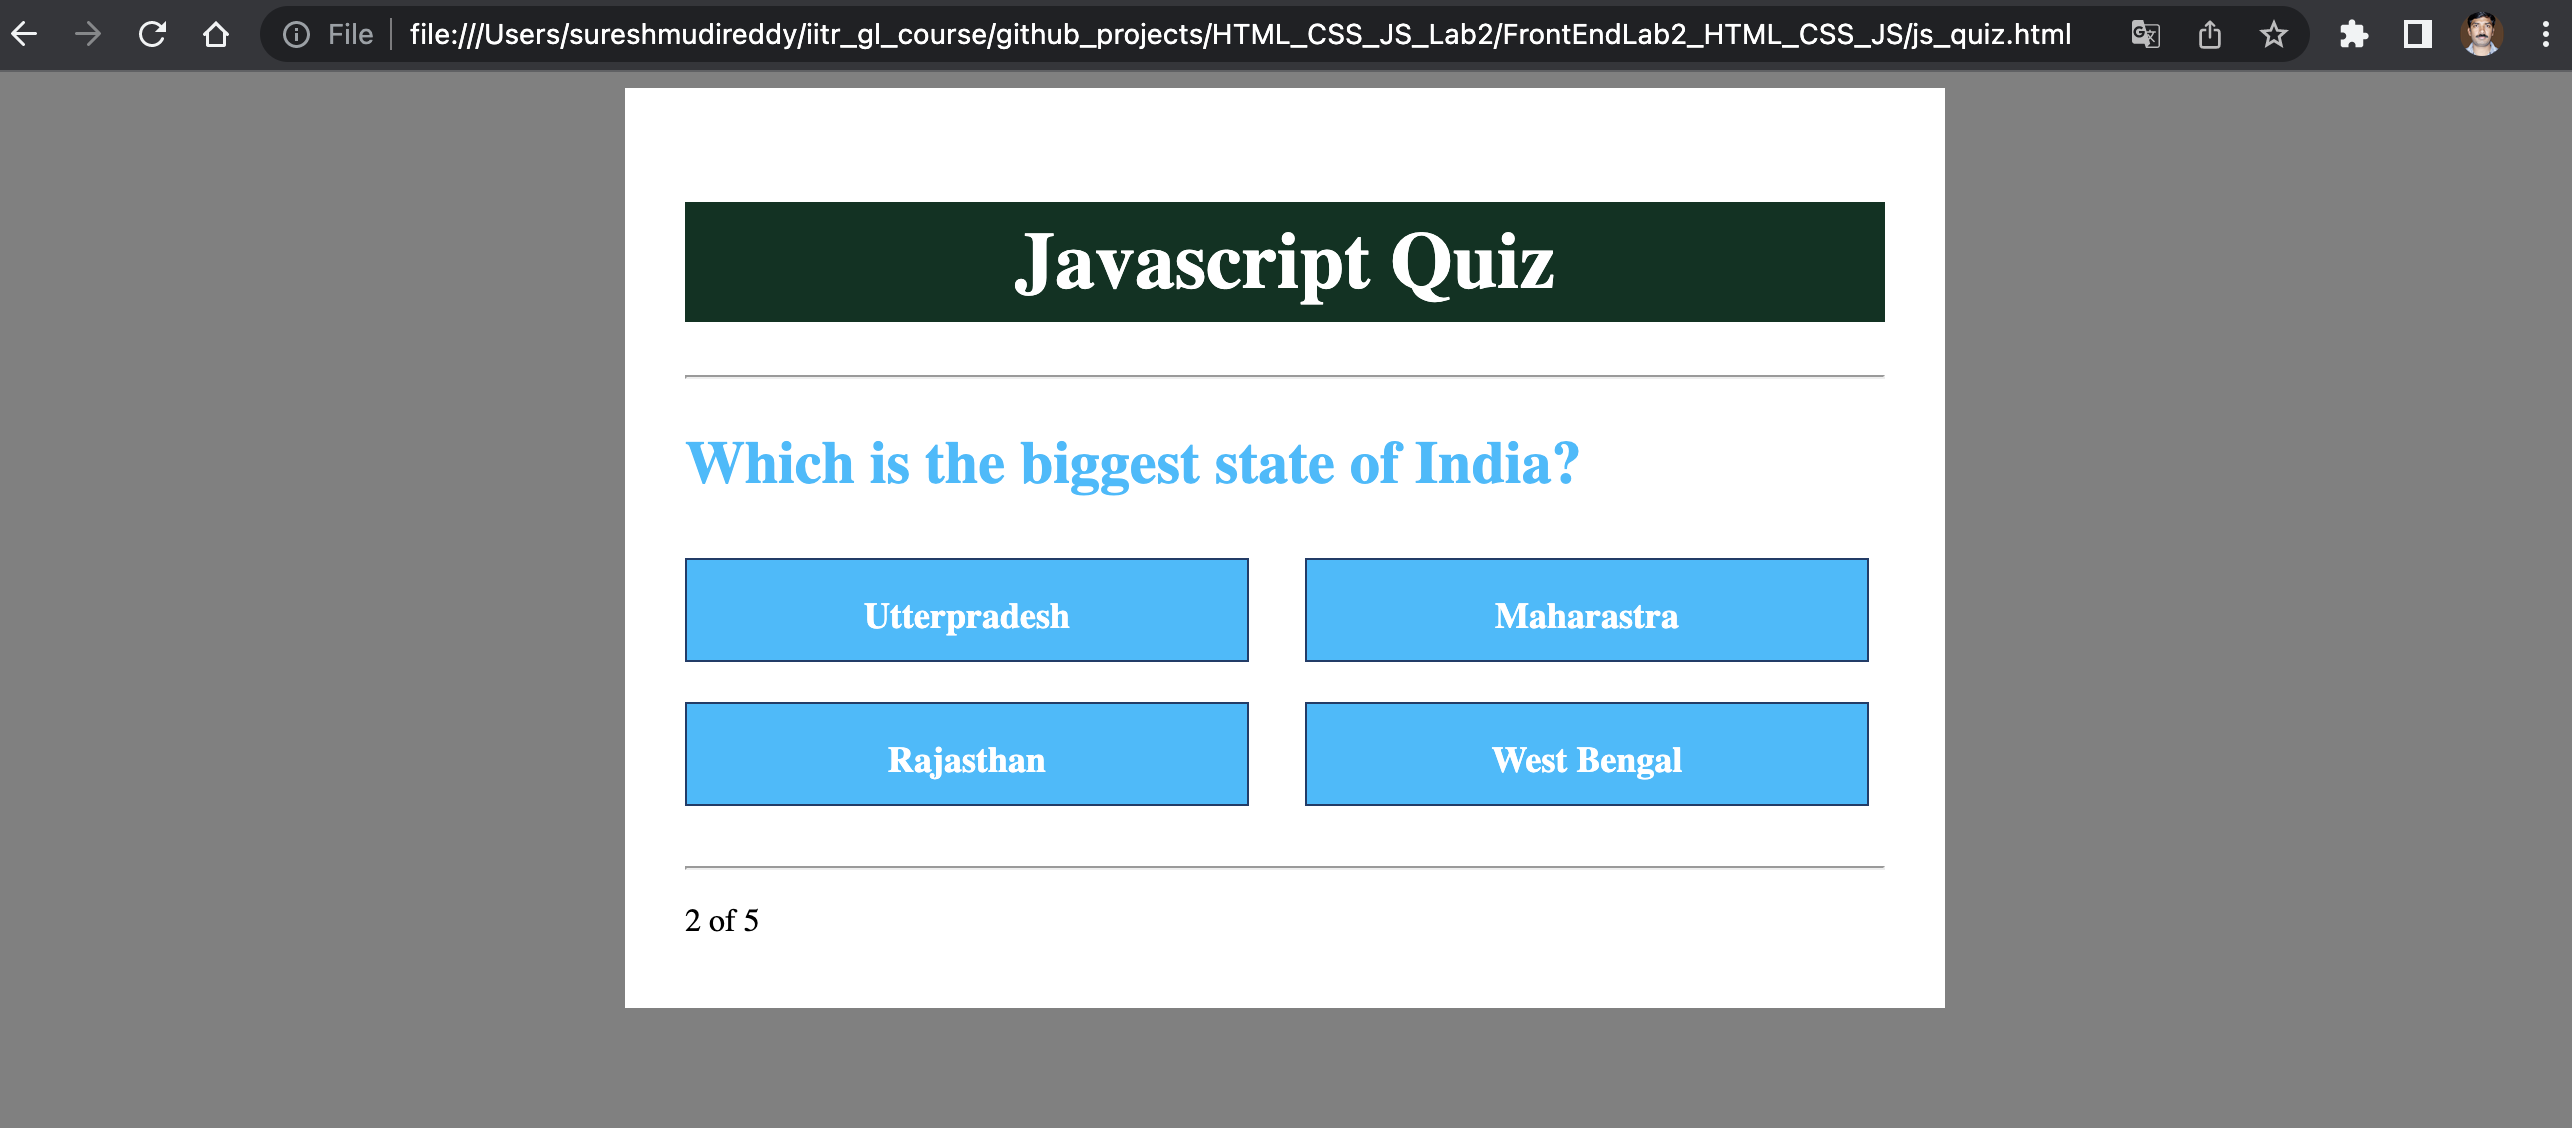 File file:///Users/sureshmudireddy/iitr_gl_course/github_projects/HTML_CSS_JS_Lab2/FrontEndLab2_HTML_CSS_JS/js_quiz.html
Javascript Quiz
Which is the biggest state of India?
Utterpradesh Maharastra
Rajasthan West Bengal
2 of 5